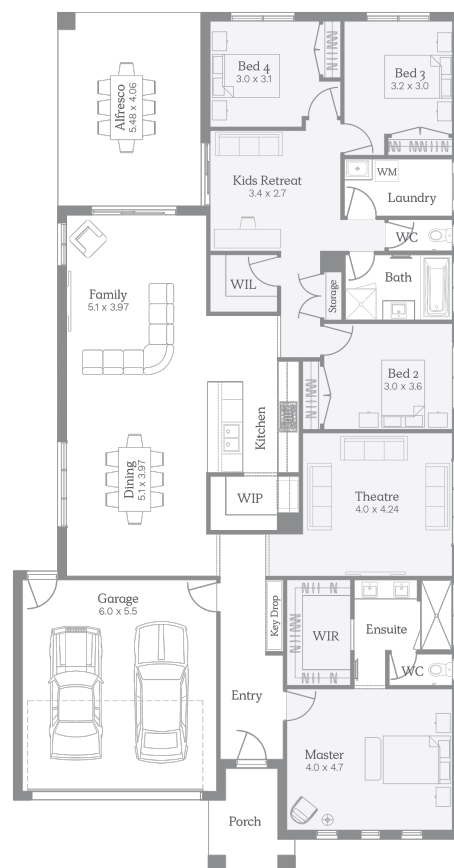 Bed 4
3.0 x 3.1
Bed 3
3.2 x 3.0
Alfresco
5.48 x 4.06
Kids Retreat
3.4 x 2.7
WM
Laundry
WC
WIL
Storage
Bath
Family
5.1 x 3.97
Bed 2
3.0 x 3.6
Kitchen
Dining
5.1 x 3.97
WIP
Theatre
4.0 x 4.24
Garage
6.0 x 5.5
Key Drop
WIR
Ensuite
WC
Entry
Master
4.0 x 4.7
Porch